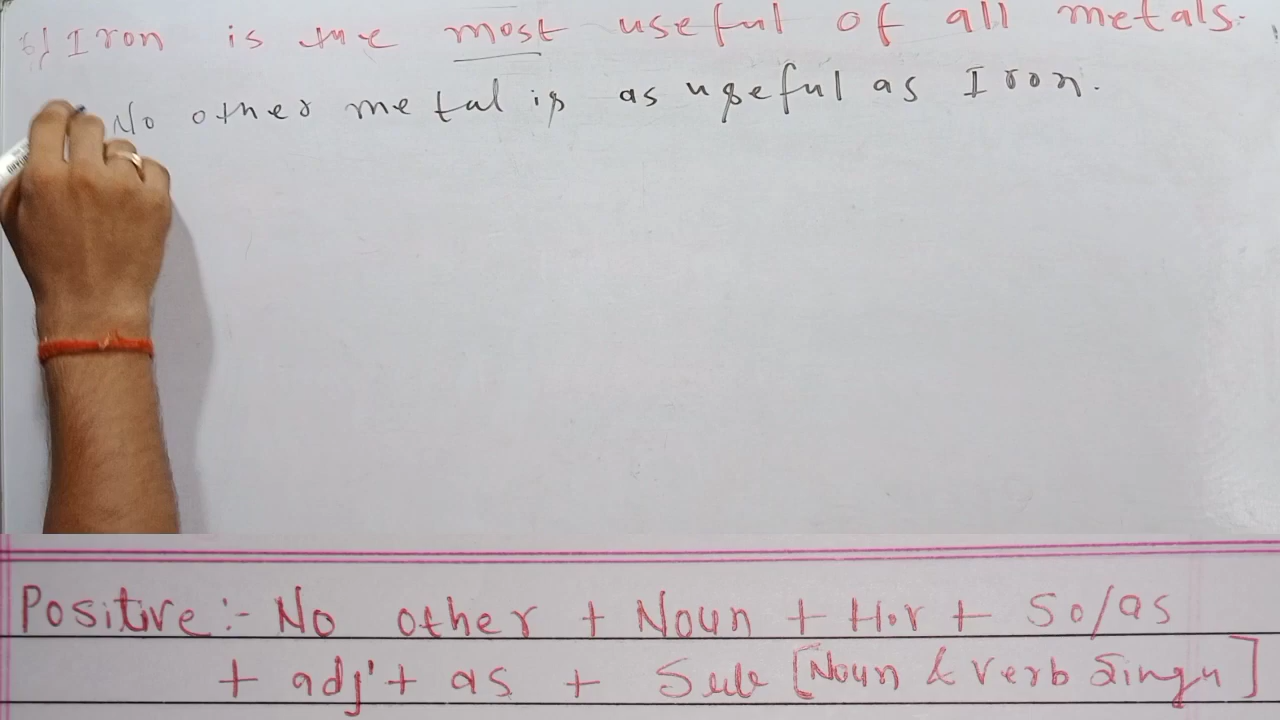 6) Iron is the most useful of all metals.
No other metal is as useful as Iron.
Positive :- No other + Noun + H.v + So/as
+ adj' + as + Sub [Noun & Verb Singu]